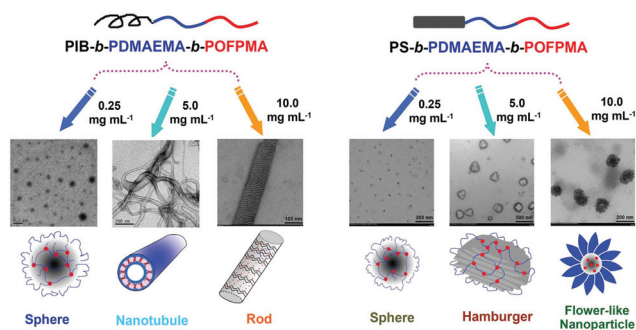 PIB-b-PDMAEMA-b-POFPMA
0.25
mg mL⁻¹
5.0
mg mL⁻¹
10.0
mg mL⁻¹
200 nm
100 nm
Sphere
Nanotubule
Rod
PS-b-PDMAEMA-b-POFPMA
0.25
mg mL⁻¹
5.0
mg mL⁻¹
10.0
mg mL⁻¹
200 nm
500 nm
200 nm
Sphere
Hamburger
Flower-like
Nanoparticle